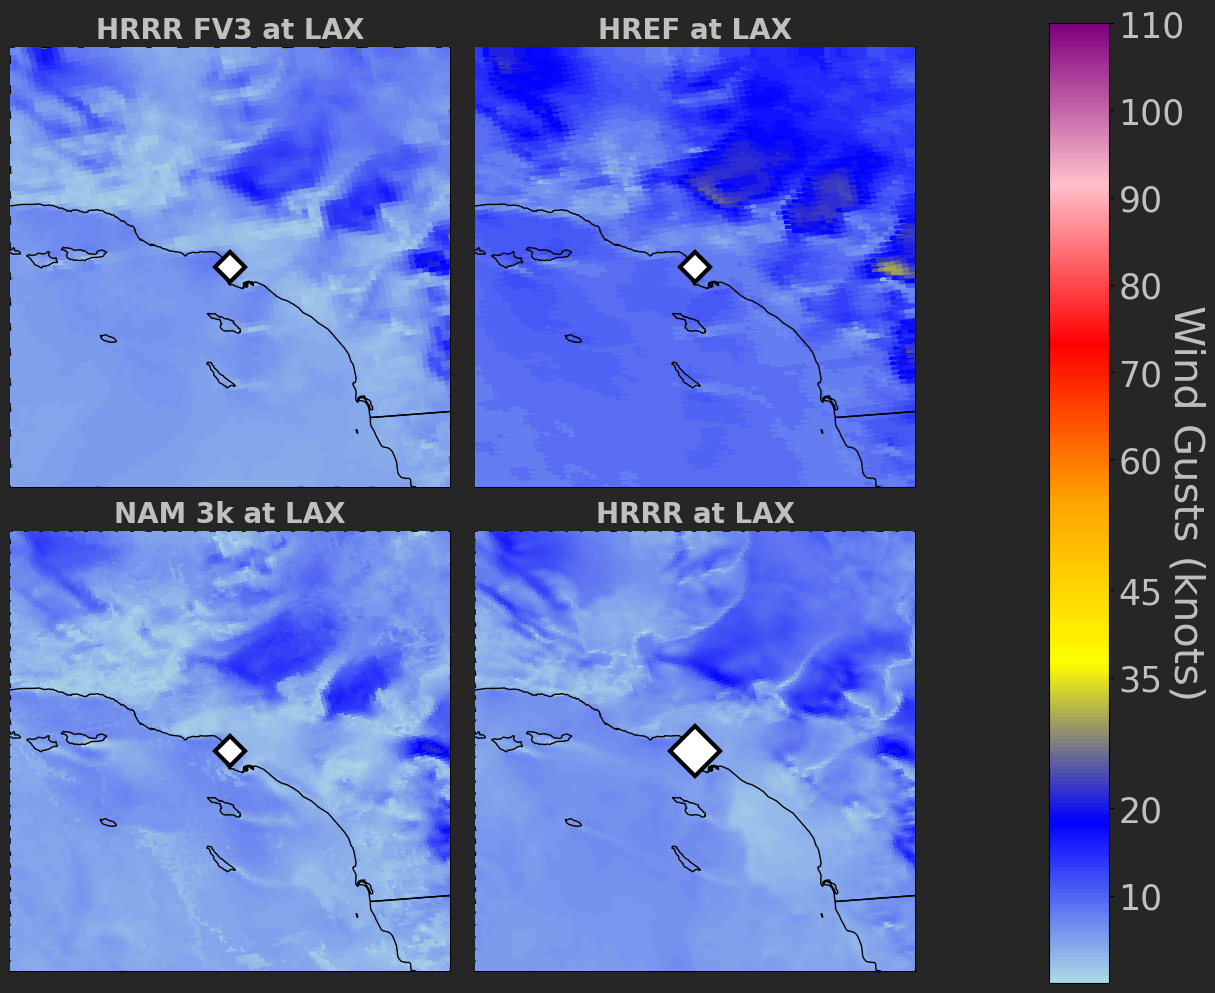 HRRR FV3 at LAX
HREF at LAX
NAM 3k at LAX
HRRR at LAX
110
100
90
80
70
60
45
35
20
10
Wind Gusts (knots)